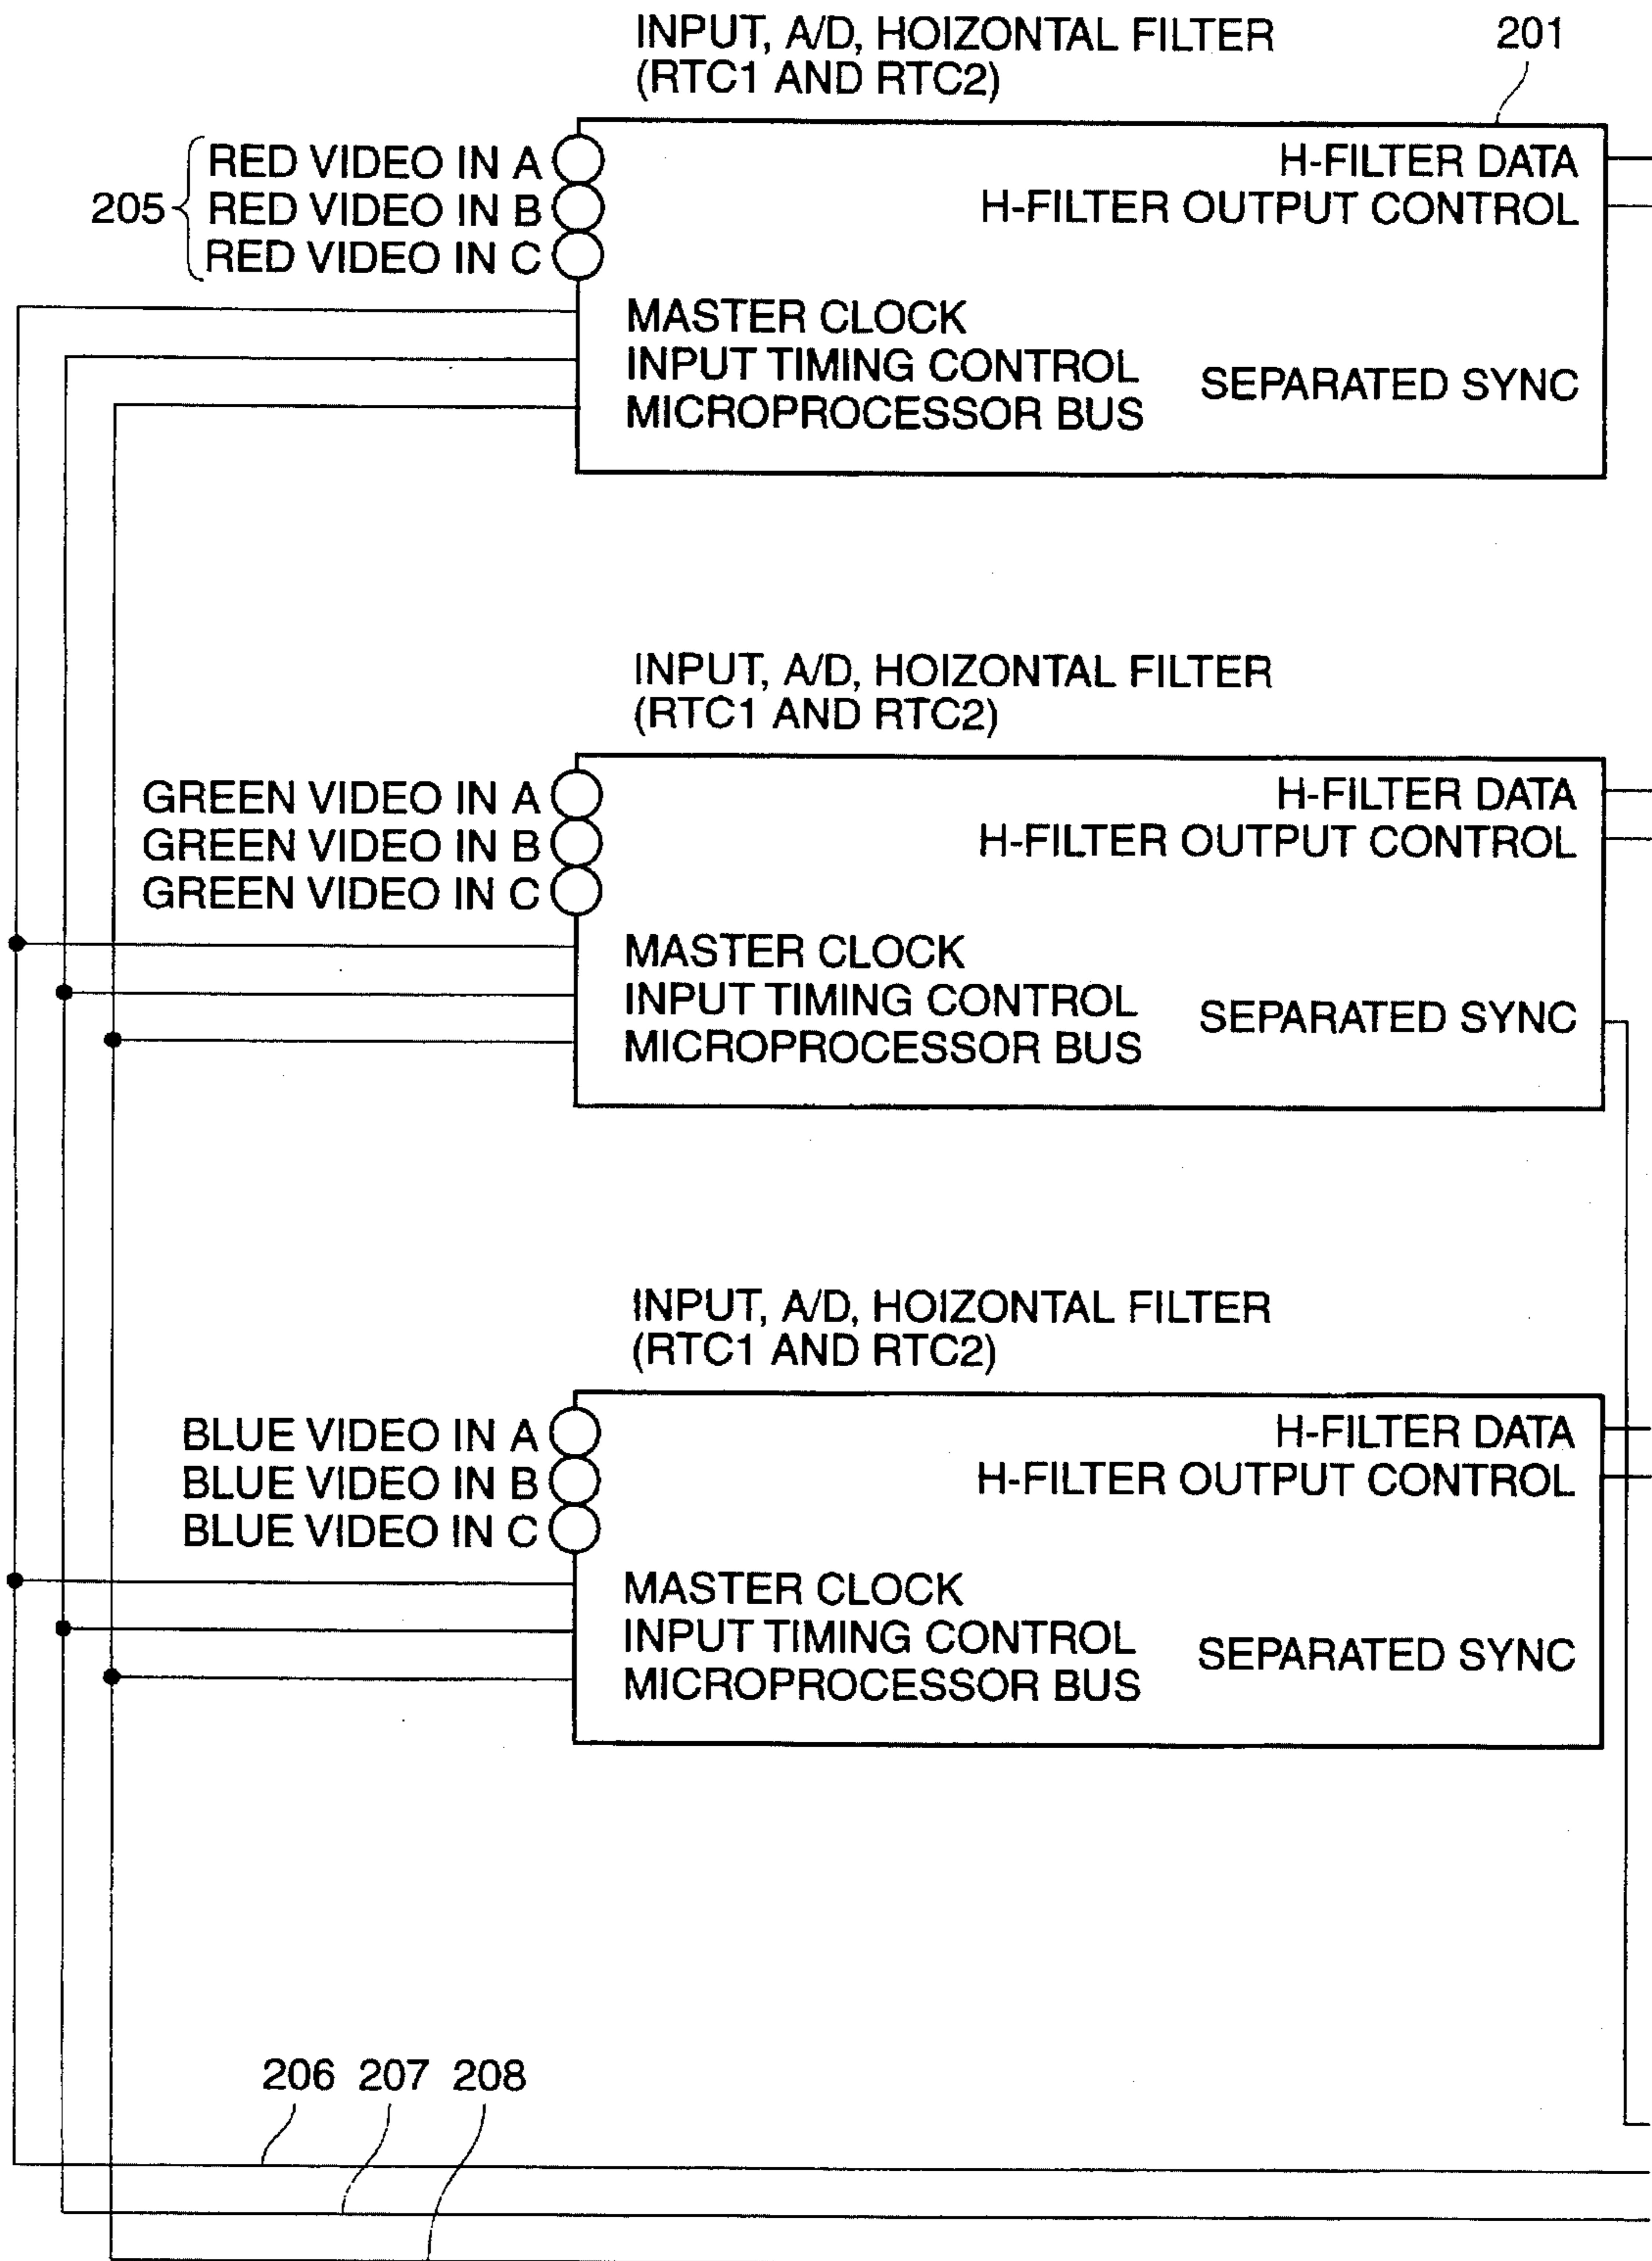 INPUT, A/D, HOIZONTAL FILTER
(RTC1 AND RTC2)
201
205
RED VIDEO IN A
RED VIDEO IN B
RED VIDEO IN C
H-FILTER DATA
H-FILTER OUTPUT CONTROL
MASTER CLOCK
INPUT TIMING CONTROL
MICROPROCESSOR BUS
SEPARATED SYNC
INPUT, A/D, HOIZONTAL FILTER
(RTC1 AND RTC2)
GREEN VIDEO IN A
GREEN VIDEO IN B
GREEN VIDEO IN C
H-FILTER DATA
H-FILTER OUTPUT CONTROL
MASTER CLOCK
INPUT TIMING CONTROL
MICROPROCESSOR BUS
SEPARATED SYNC
INPUT, A/D, HOIZONTAL FILTER
(RTC1 AND RTC2)
BLUE VIDEO IN A
BLUE VIDEO IN B
BLUE VIDEO IN C
H-FILTER DATA
H-FILTER OUTPUT CONTROL
MASTER CLOCK
INPUT TIMING CONTROL
MICROPROCESSOR BUS
SEPARATED SYNC
206 207 208